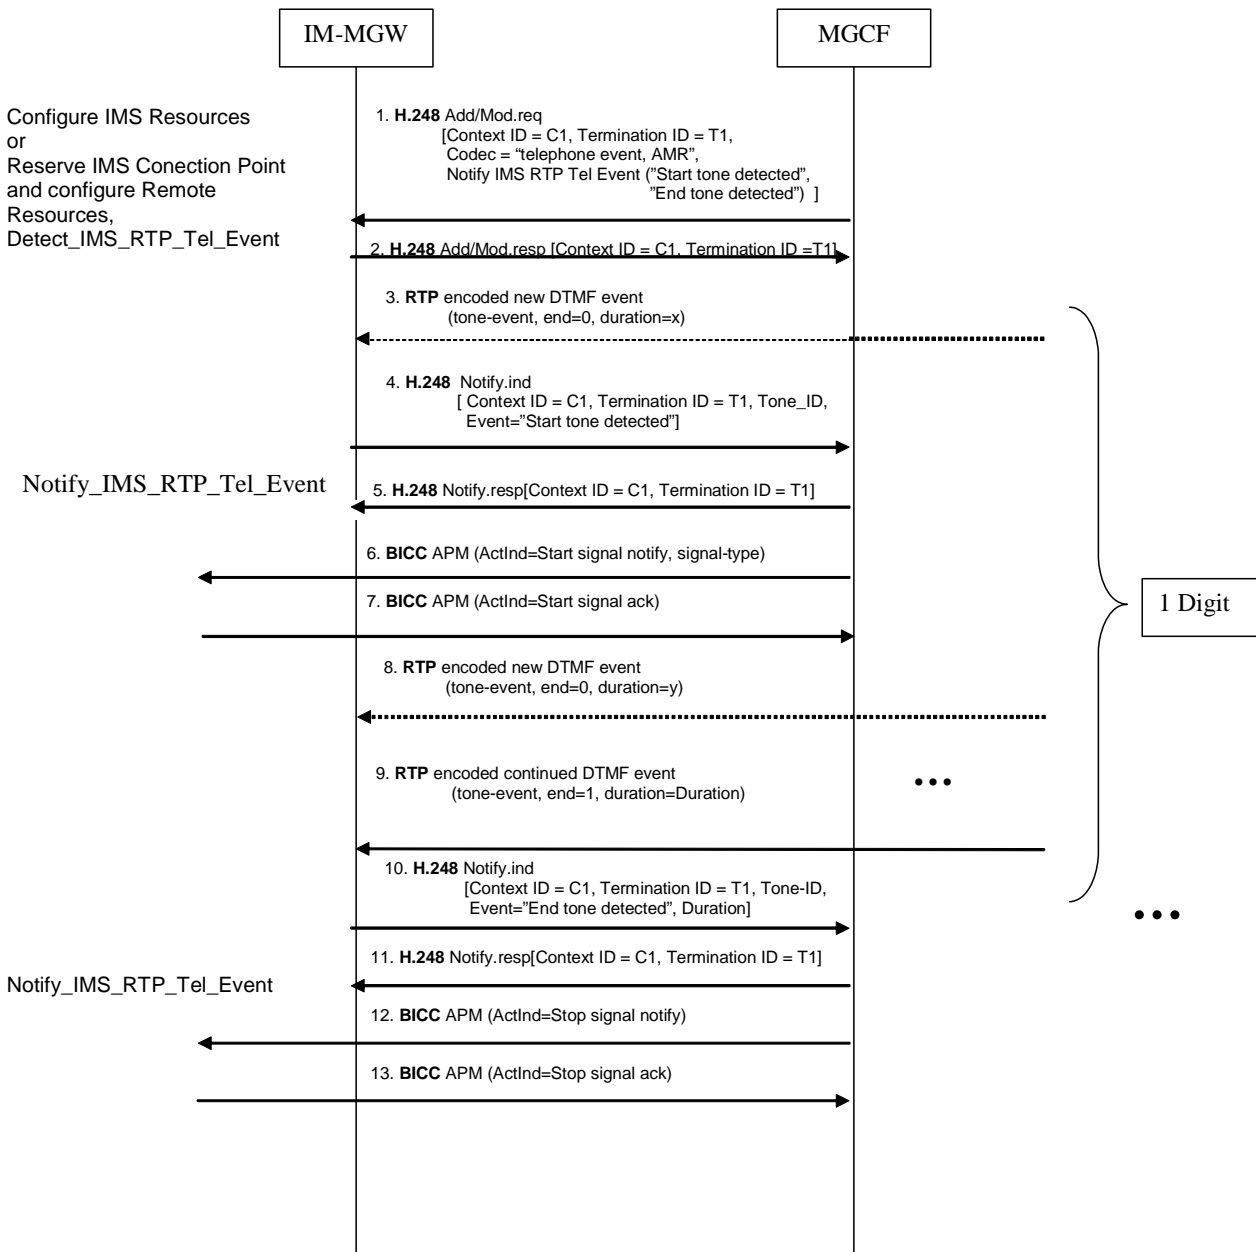 IM-MGW
MGCF
Configure IMS Resources
or
Reserve IMS Conection Point
and configure Remote
Resources,
Detect_IMS_RTP_Tel_Event
1. H.248 Add/Mod.req
[Context ID = C1, Termination ID = T1,
Codec = “telephone event, AMR”,
Notify IMS RTP Tel Event (”Start tone detected”,
”End tone detected”) ]
2. H.248 Add/Mod.resp [Context ID = C1, Termination ID =T1]
3. RTP encoded new DTMF event
(tone-event, end=0, duration=x)
4. H.248 Notify.ind
[ Context ID = C1, Termination ID = T1, Tone_ID,
Event=”Start tone detected”]
Notify_IMS_RTP_Tel_Event
5. H.248 Notify.resp[Context ID = C1, Termination ID = T1]
6. BICC APM (ActInd=Start signal notify, signal-type)
7. BICC APM (ActInd=Start signal ack)
1 Digit
8. RTP encoded new DTMF event
(tone-event, end=0, duration=y)
9. RTP encoded continued DTMF event
(tone-event, end=1, duration=Duration)
...
10. H.248 Notify.ind
[Context ID = C1, Termination ID = T1, Tone-ID,
Event=”End tone detected”, Duration]
...
11. H.248 Notify.resp[Context ID = C1, Termination ID = T1]
Notify_IMS_RTP_Tel_Event
12. BICC APM (ActInd=Stop signal notify)
13. BICC APM (ActInd=Stop signal ack)